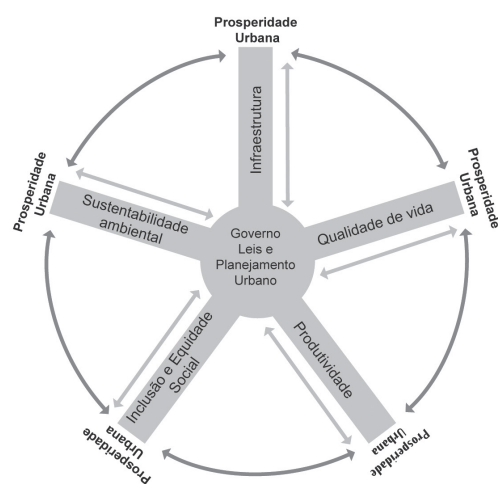 Prosperidade
Urbana
Infraestrutura
Prosperidade
Urbana
Qualidade de vida
Prosperidade
Urbana
Produtividade
Prosperidade
Urbana
Inclusão e Equidade
Social
Prosperidade
Urbana
Sustentabilidade
ambiental
Governo
Leis e
Planejamento
Urbano